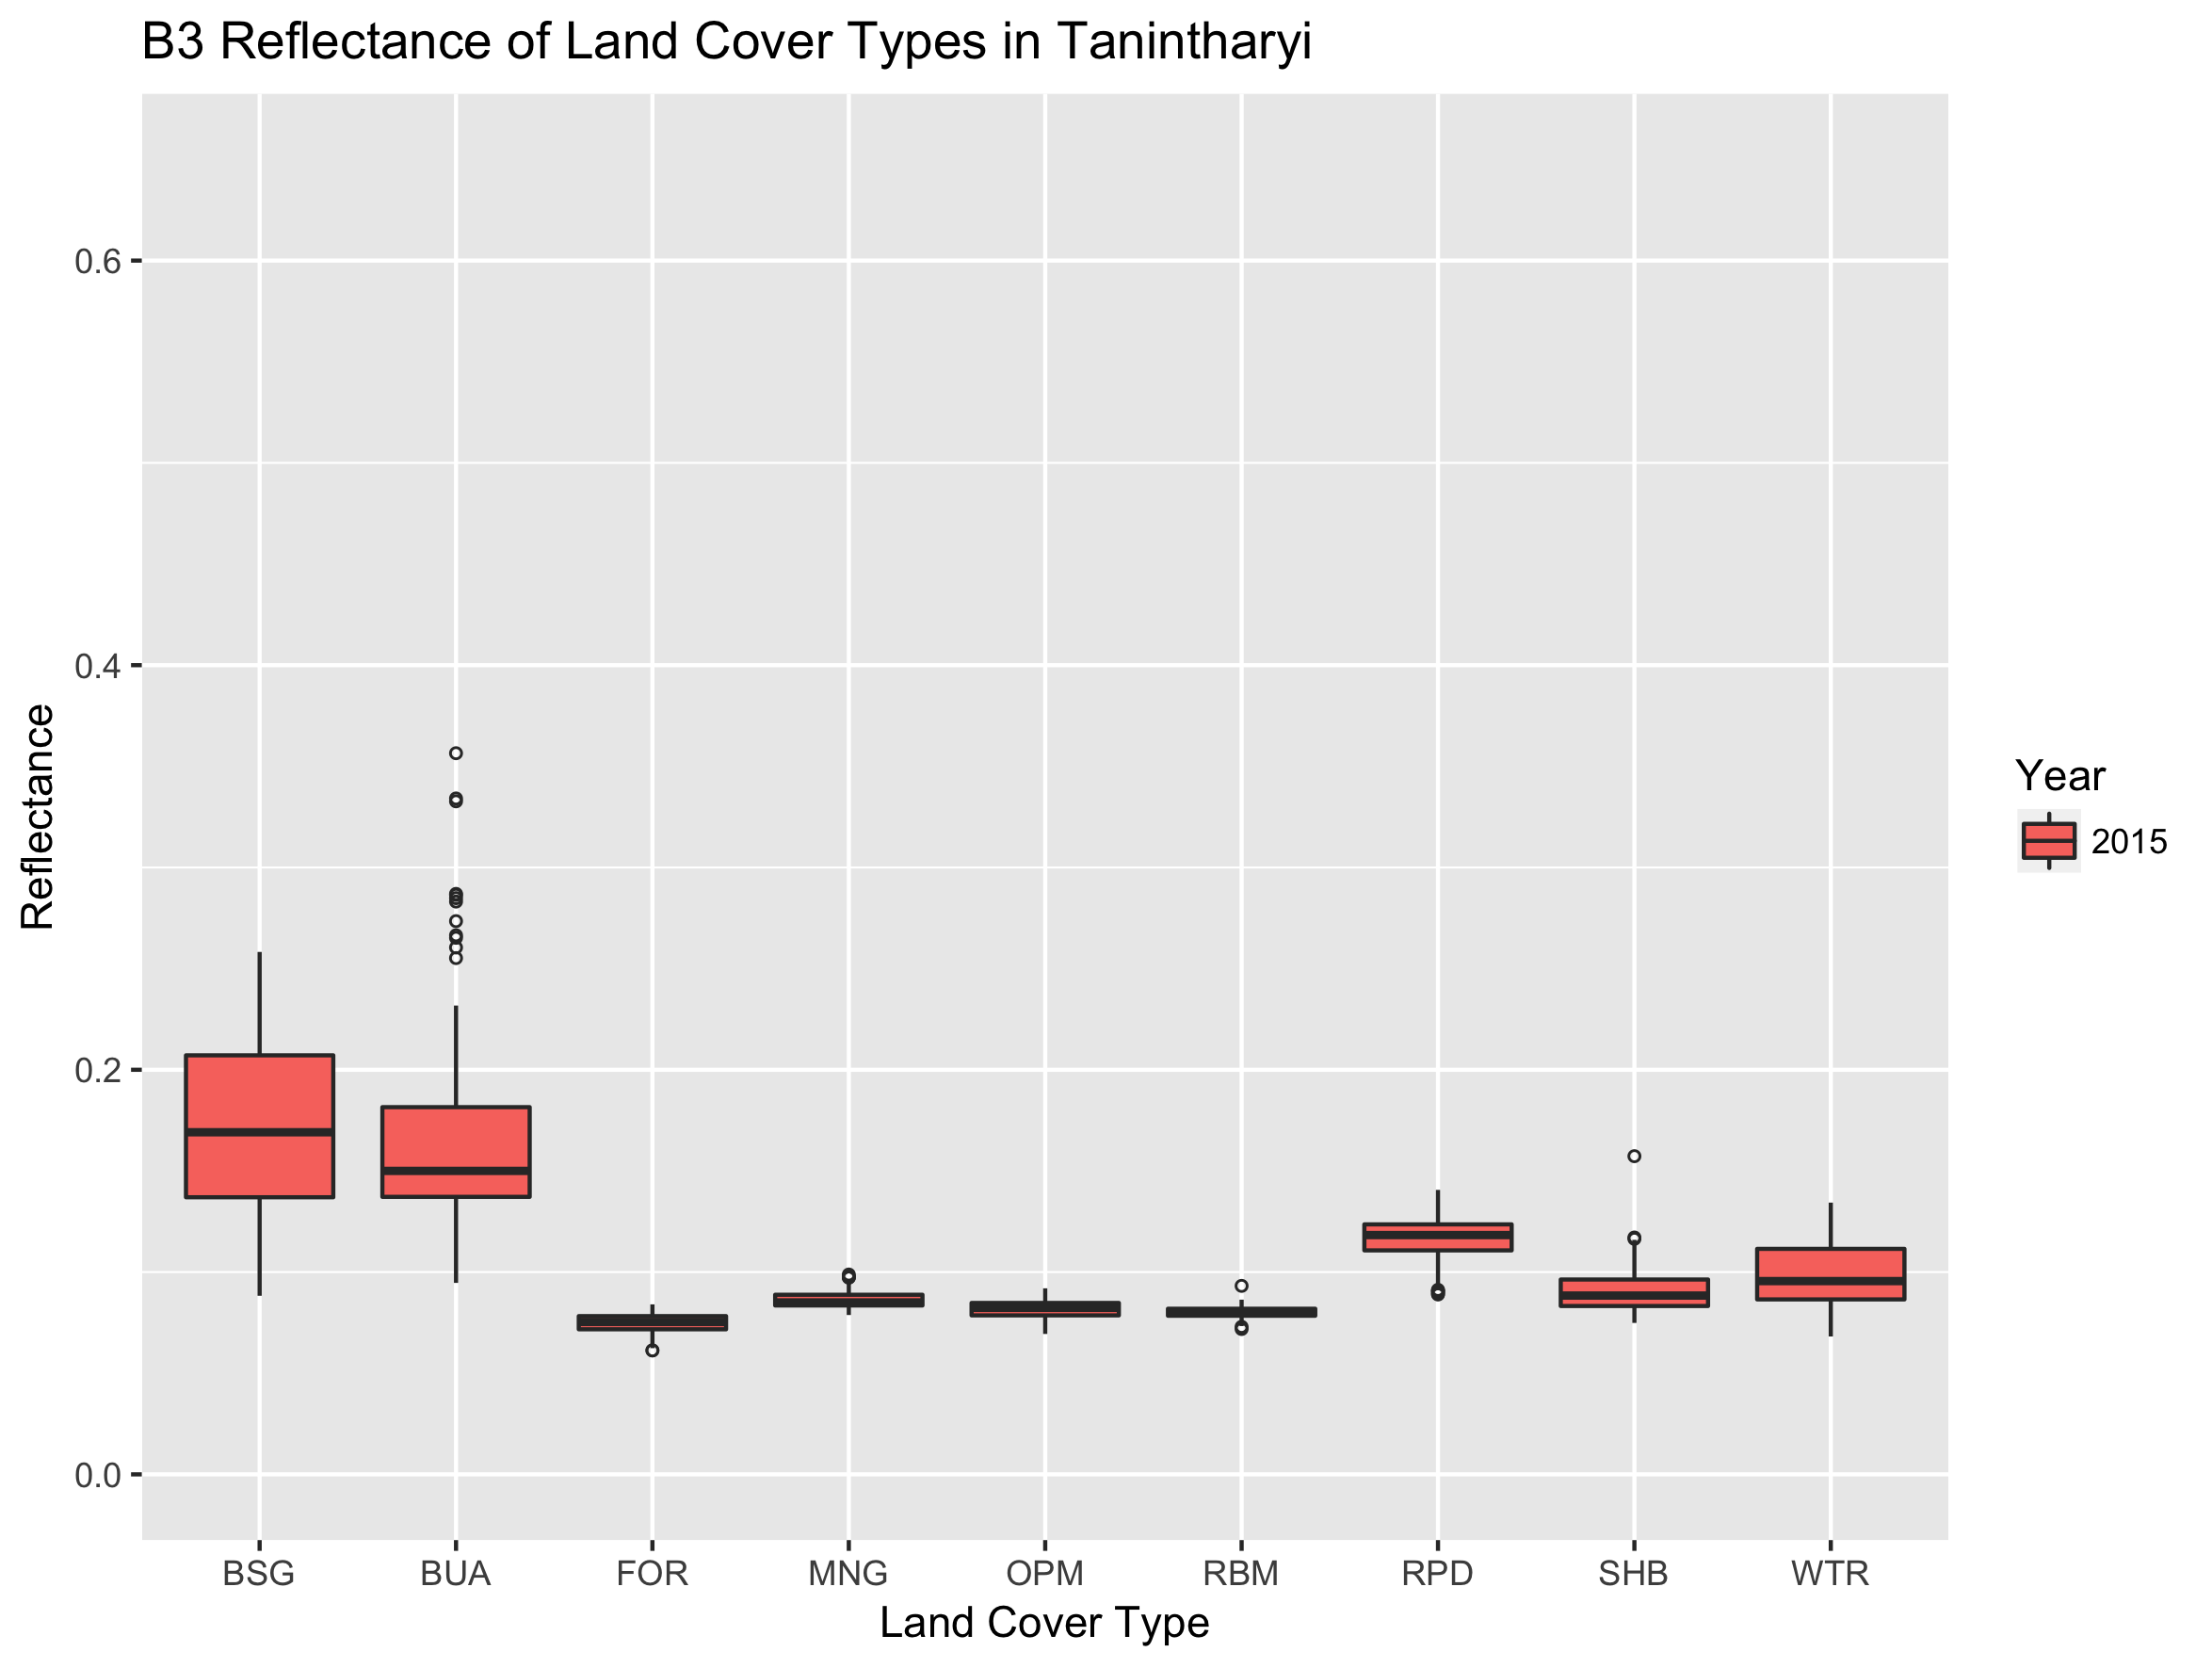 B3 Reflectance of Land Cover Types in Tanintharyi
Reflectance
0.6
0.4
0.2
0.0
BSG BUA FOR MNG OPM RBM RPD SHB WTR
Land Cover Type
Year
2015